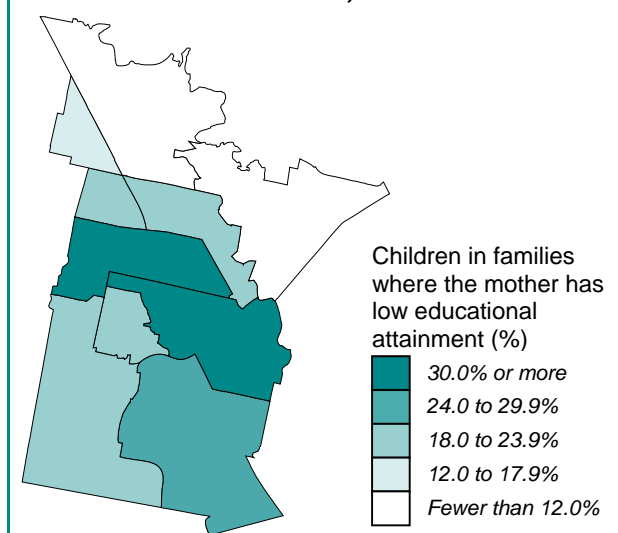 Children in families
where the mother has
low educational
attainment (%)
30.0% or more
24.0 to 29.9%
18.0 to 23.9%
12.0 to 17.9%
Fewer than 12.0%